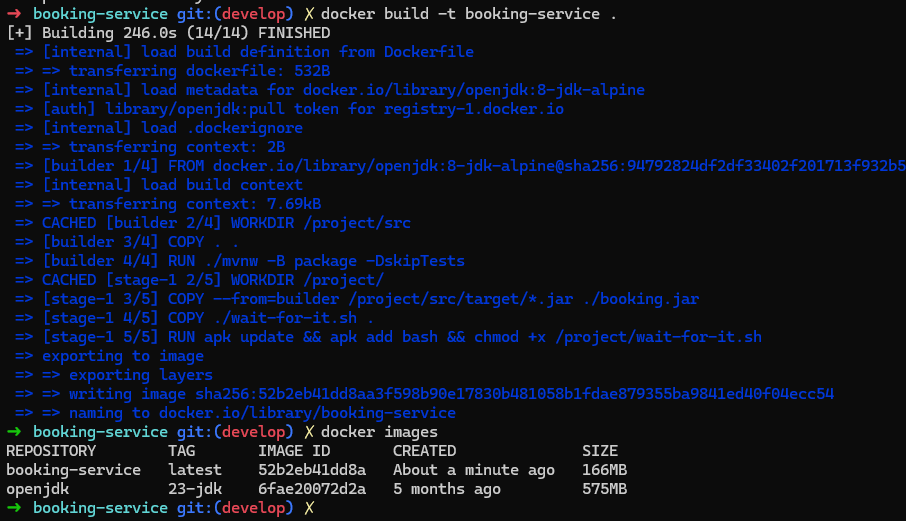 → booking-service git:(develop) ✗ docker build -t booking-service .
[+] Building 246.0s (14/14) FINISHED
=> [internal] load build definition from Dockerfile
=> => transferring dockerfile: 532B
=> [internal] load metadata for docker.io/library/openjdk:8-jdk-alpine
=> [auth] library/openjdk:pull token for registry-1.docker.io
=> [internal] load .dockerignore
=> => transferring context: 2B
=> [builder 1/4] FROM docker.io/library/openjdk:8-jdk-alpine@sha256:94792824df2df33402f201713f932b5
=> [internal] load build context
=> => transferring context: 7.69kB
=> CACHED [builder 2/4] WORKDIR /project/src
=> [builder 3/4] COPY . .
=> [builder 4/4] RUN ./mvnw -B package -DskipTests
=> CACHED [stage-1 2/5] WORKDIR /project/
=> [stage-1 3/5] COPY --from=builder /project/src/target/*.jar ./booking.jar
=> [stage-1 4/5] COPY ./wait-for-it.sh .
=> [stage-1 5/5] RUN apk update && apk add bash && chmod +x /project/wait-for-it.sh
=> exporting to image
=> => exporting layers
=> => writing image sha256:52b2eb41dd8aa3f598b90e17830b481058b1fdae879355ba9841ed40f04ecc54
=> => naming to docker.io/library/booking-service
→ booking-service git:(develop) ✗ docker images
REPOSITORY TAG IMAGE ID CREATED SIZE
booking-service latest 52b2eb41dd8a About a minute ago 166MB
openjdk 23-jdk 6fae20072d2a 5 months ago 575MB
→ booking-service git:(develop) ✗